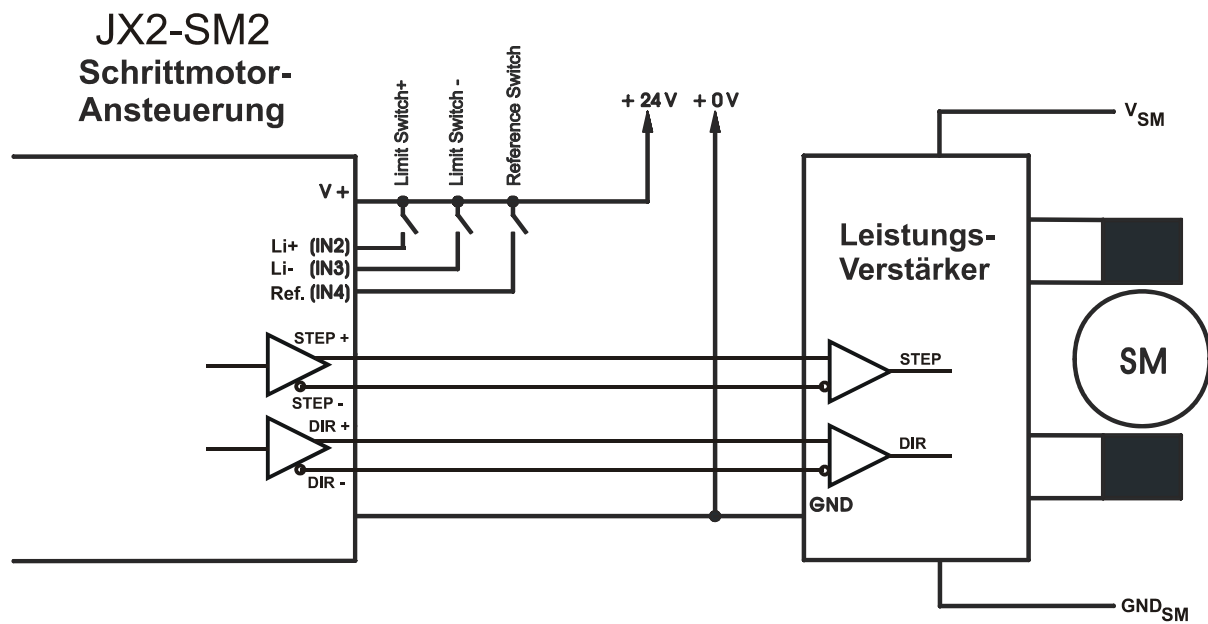 JX2-SM2
Schrittmotor-
Ansteuerung
Limit Switch+
Limit Switch -
Reference Switch
+ 24 V
+ 0 V
V SM
V +
Li+ (IN2)
Li- (IN3)
Ref. (IN4)
Leistungs-
Verstärker
STEP +
STEP -
DIR +
DIR -
STEP
DIR
GND
SM
GND SM